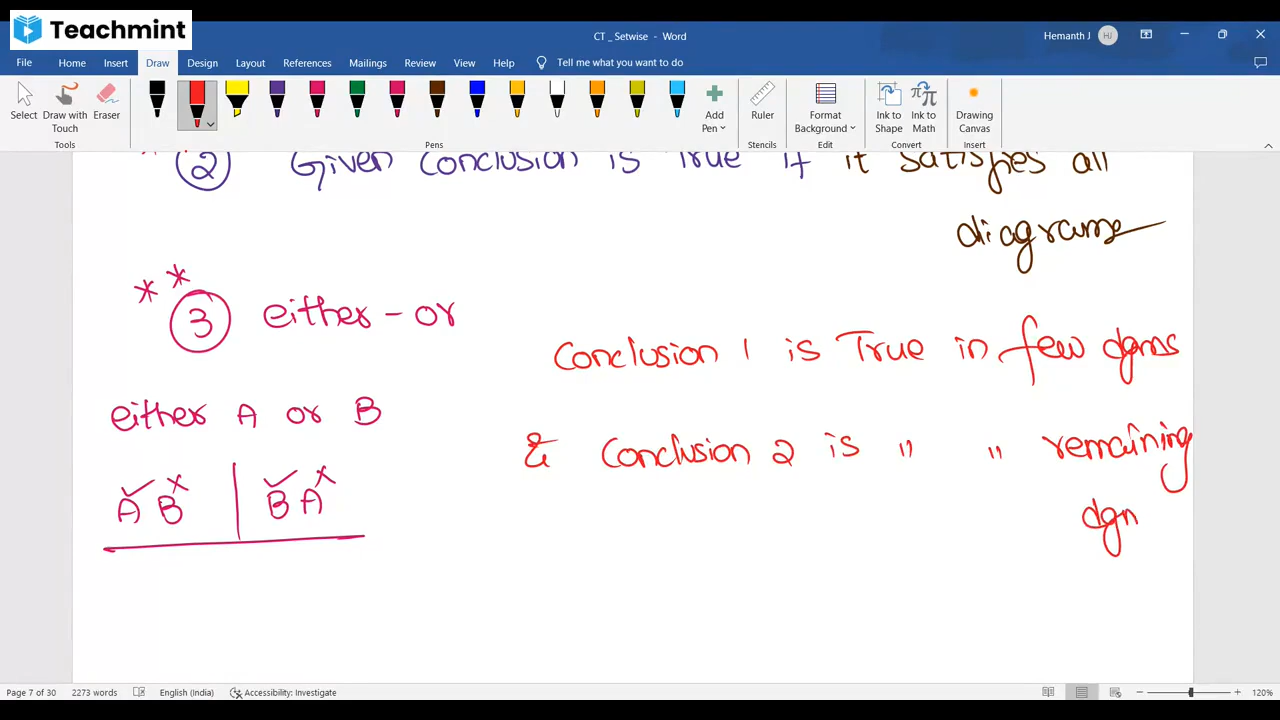 Teachmint
CT _ Setwise - Word
Hemanth J
HJ
File Home Insert Draw Design Layout References Mailings Review View Help Tell me what you want to do
Select
Draw with Touch
Eraser
Add Pen
Ruler
Format Background
Ink to Shape
Ink to Math
Drawing Canvas
Tools
Pens
Stencils
Edit
Convert
Insert
2 Given Conclusion is True if it satisfies all
diagrams
** 3 either - or
Conclusion 1 is True in few dgms
either A or B
& Conclusion 2 is " " remaining
A✓ B× | B✓ A×
dgm
Page 7 of 30 2273 words English (India) Accessibility: Investigate 120%